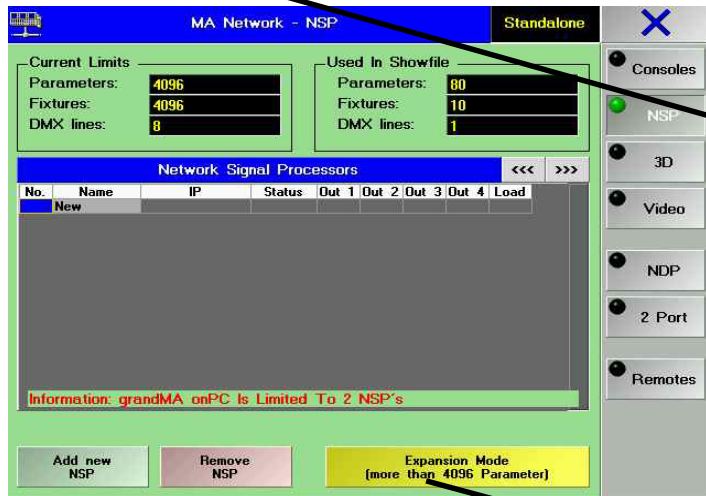 MA Network - NSP
Standalone
Current Limits
Parameters: 4096
Fixtures: 4096
DMX lines: 8
Used In Showfile
Parameters: 80
Fixtures: 10
DMX lines: 1
Network Signal Processors
<<< >>>
No. Name IP Status Out 1 Out 2 Out 3 Out 4 Load
New
Information: grandMA onPC Is Limited To 2 NSP´s
Add new
NSP
Remove
NSP
Expansion Mode
(more than 4096 Parameter)
Consoles
NSP
3D
Video
NDP
2 Port
Remotes